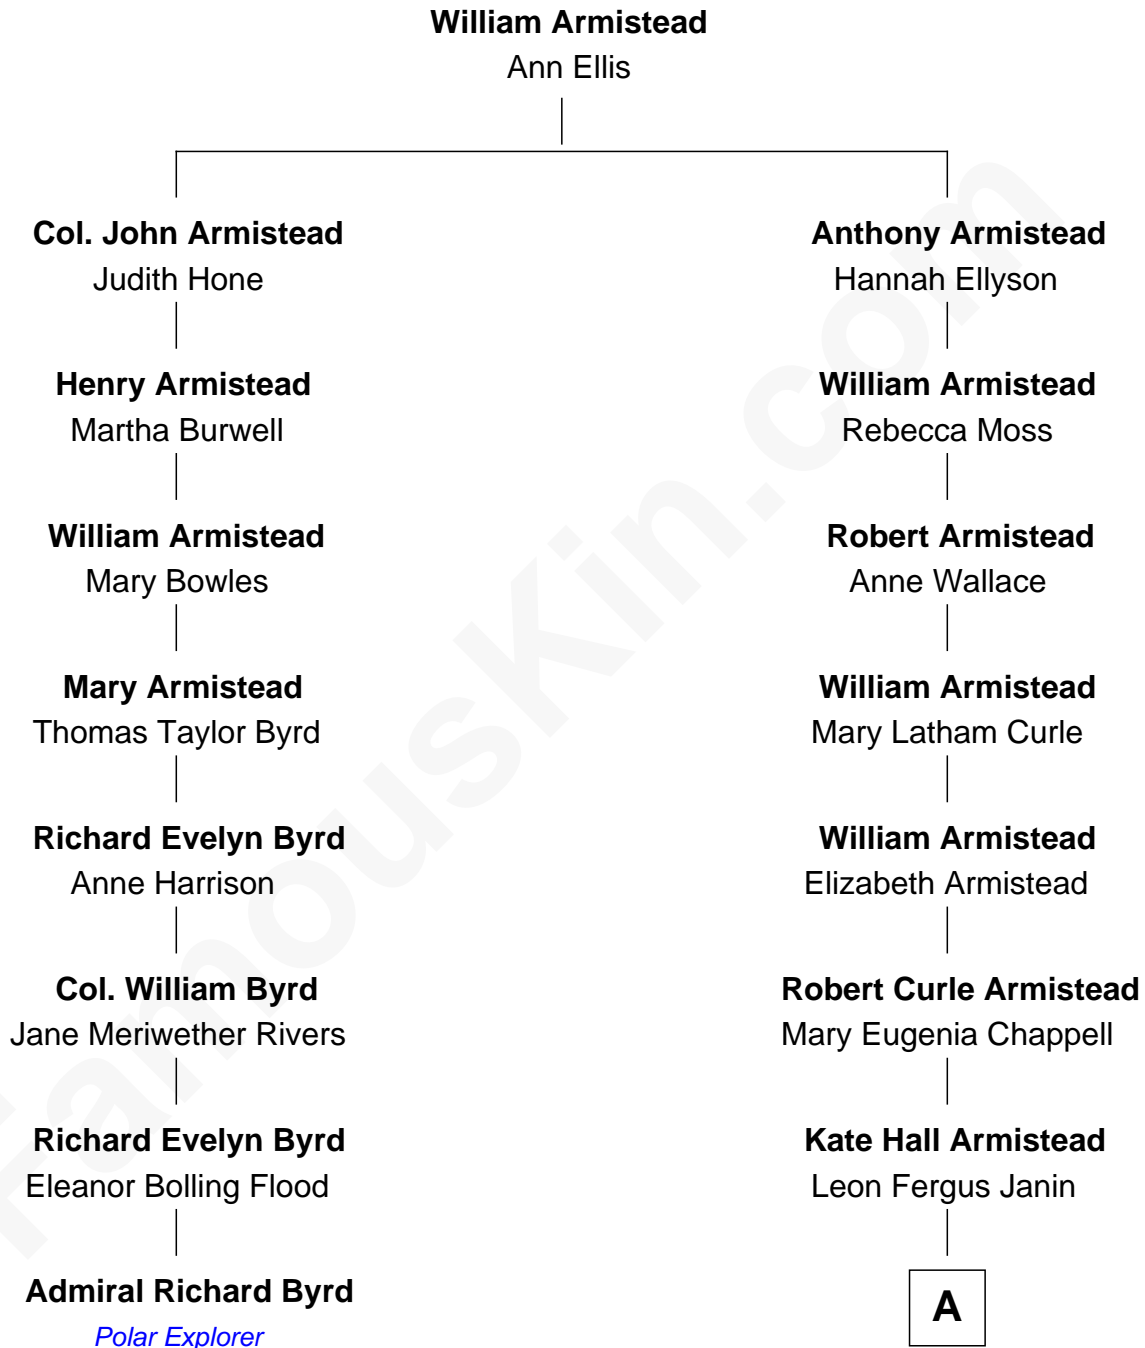 William Armistead
Ann Ellis
Col. John Armistead
Judith Hone
Henry Armistead
Martha Burwell
William Armistead
Mary Bowles
Mary Armistead
Thomas Taylor Byrd
Richard Evelyn Byrd
Anne Harrison
Col. William Byrd
Jane Meriwether Rivers
Richard Evelyn Byrd
Eleanor Bolling Flood
Admiral Richard Byrd
Polar Explorer
Anthony Armistead
Hannah Ellyson
William Armistead
Rebecca Moss
Robert Armistead
Anne Wallace
William Armistead
Mary Latham Curle
William Armistead
Elizabeth Armistead
Robert Curle Armistead
Mary Eugenia Chappell
Kate Hall Armistead
Leon Fergus Janin
A
FamousKin.com